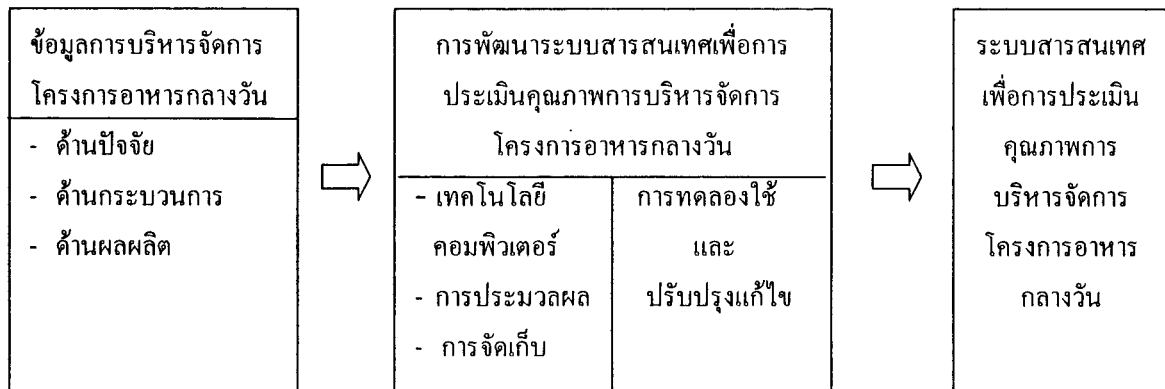 ข้อมูลการบริหารจัดการ
โครงการอาหารกลางวัน
- ด้านปัจจัย
- ด้านกระบวนการ
- ด้านผลผลิต
การพัฒนาระบบสารสนเทศเพื่อการ
ประเมินคุณภาพการบริหารจัดการ
โครงการอาหารกลางวัน
- เทคโนโลยี
คอมพิวเตอร์
- การประมวลผล
- การจัดเก็บ
การทดลองใช้
และ
ปรับปรุงแก้ไข
ระบบสารสนเทศ
เพื่อการประเมิน
คุณภาพการ
บริหารจัดการ
โครงการอาหาร
กลางวัน